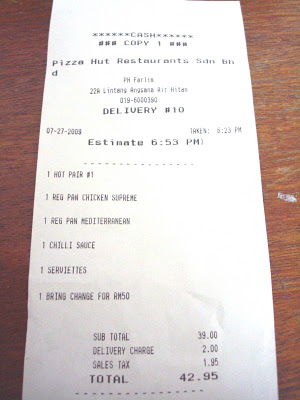 ******CASH******
### COPY 1 ###
Pizza Hut Restaurants Sdn Bh
d
PH Farlim
22A Lintang Angsana Air Hitan
019-6000390
DELIVERY #10
07-27-2008 TAKEN: 6:23 PM
Estimate 6:53 PM)
---------------
1 HOT PAIR #1
1 REG PAN CHICKEN SUPREME
1 REG PAN MEDITERRANEAN
1 CHILLI SAUCE
1 SERVIETTES
1 BRING CHANGE FOR RM50
SUB TOTAL 39.00
DELIVERY CHARGE 2.00
SALES TAX 1.95
TOTAL 42.95
---------------